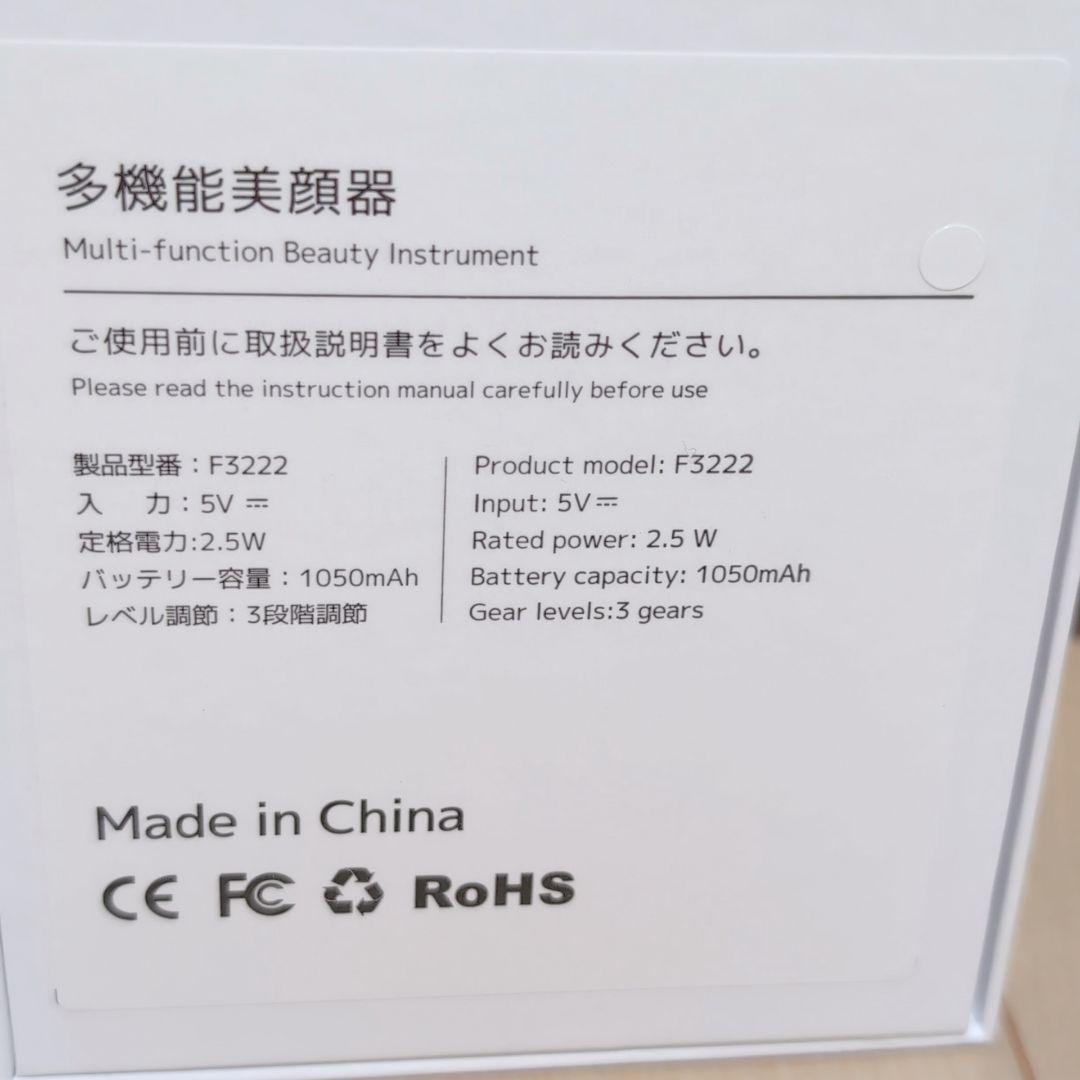 多機能美顔器
Multi-function Beauty Instrument
ご使用前に取扱説明書をよくお読みください。
Please read the instruction manual carefully before use
製品型番：F3222
入　力：5V ⎓
定格電力:2.5W
バッテリー容量：1050mAh
レベル調節：3段階調節
Product model: F3222
Input: 5V⎓
Rated power: 2.5 W
Battery capacity: 1050mAh
Gear levels:3 gears
Made in China
CE FC RoHS